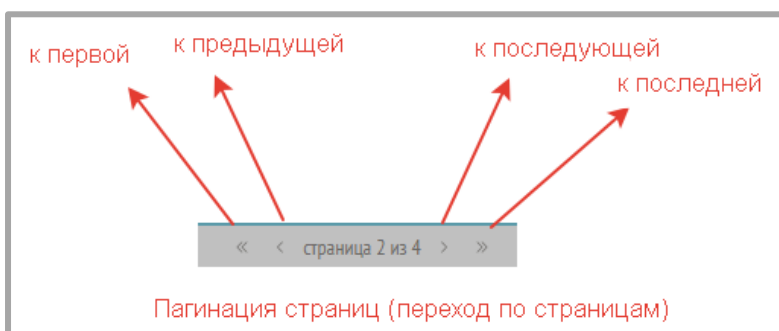 к первой
к предыдущей
к последующей
к последней
« < страница 2 из 4 > »
Пагинация страниц (переход по страницам)